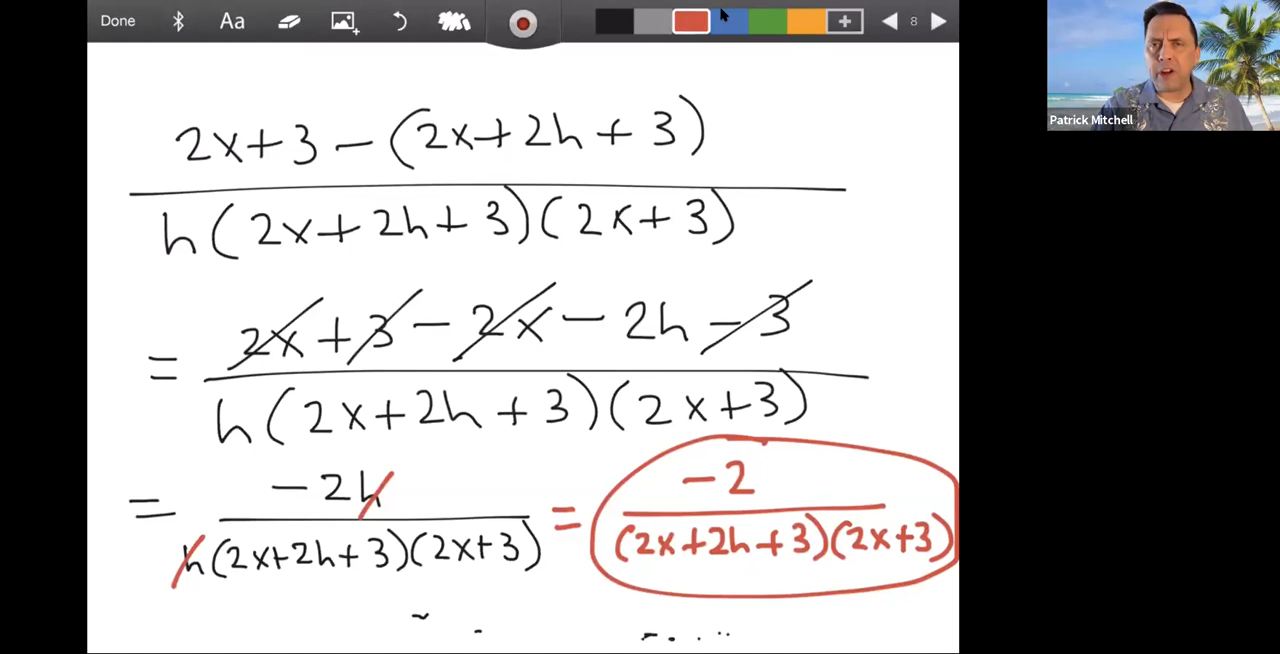 Done Aa 8
Patrick Mitchell
2x+3 - (2x+2h+3)
h(2x+2h+3)(2x+3)
2x+3 - 2x - 2h - 3
=
h(2x+2h+3)(2x+3)
-2h -2
= =
h(2x+2h+3)(2x+3) (2x+2h+3)(2x+3)